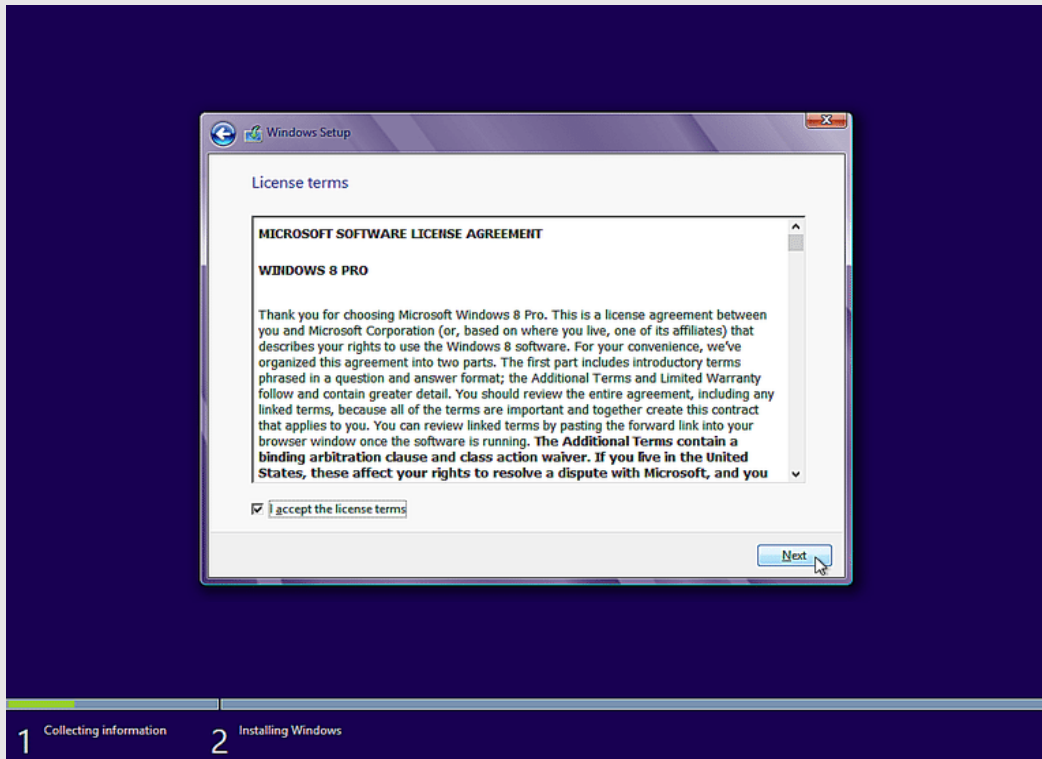 Windows Setup
License terms
MICROSOFT SOFTWARE LICENSE AGREEMENT
WINDOWS 8 PRO
Thank you for choosing Microsoft Windows 8 Pro. This is a license agreement between
you and Microsoft Corporation (or, based on where you live, one of its affiliates) that
describes your rights to use the Windows 8 software. For your convenience, we've
organized this agreement into two parts. The first part includes introductory terms
phrased in a question and answer format; the Additional Terms and Limited Warranty
follow and contain greater detail. You should review the entire agreement, including any
linked terms, because all of the terms are important and together create this contract
that applies to you. You can review linked terms by pasting the forward link into your
browser window once the software is running. The Additional Terms contain a
binding arbitration clause and class action waiver. If you live in the United
States, these affect your rights to resolve a dispute with Microsoft, and you
I accept the license terms
Next
1 Collecting information 2 Installing Windows